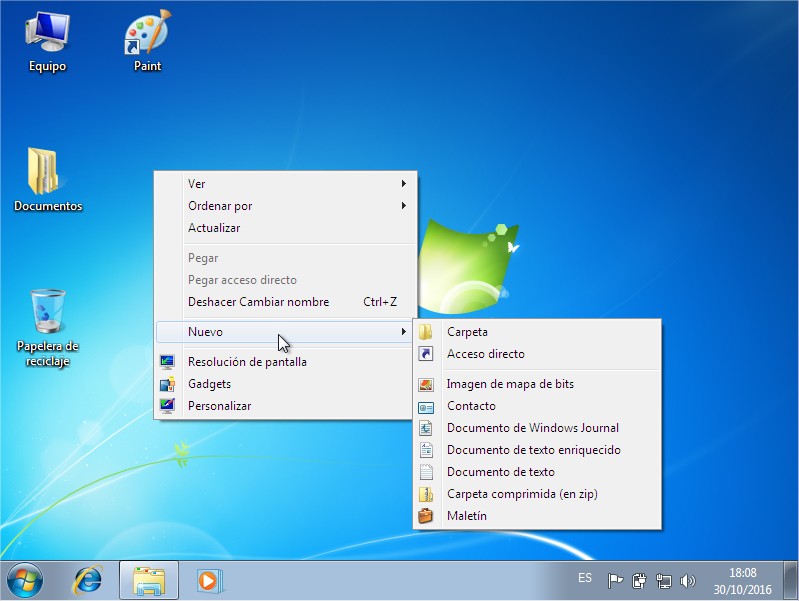 Equipo
Paint
Documentos
Papelera de
reciclaje
Ver
Ordenar por
Actualizar
Pegar
Pegar acceso directo
Deshacer Cambiar nombre Ctrl+Z
Nuevo
Resolución de pantalla
Gadgets
Personalizar
Carpeta
Acceso directo
Imagen de mapa de bits
Contacto
Documento de Windows Journal
Documento de texto enriquecido
Documento de texto
Carpeta comprimida (en zip)
Maletín
ES
18:08
30/10/2016